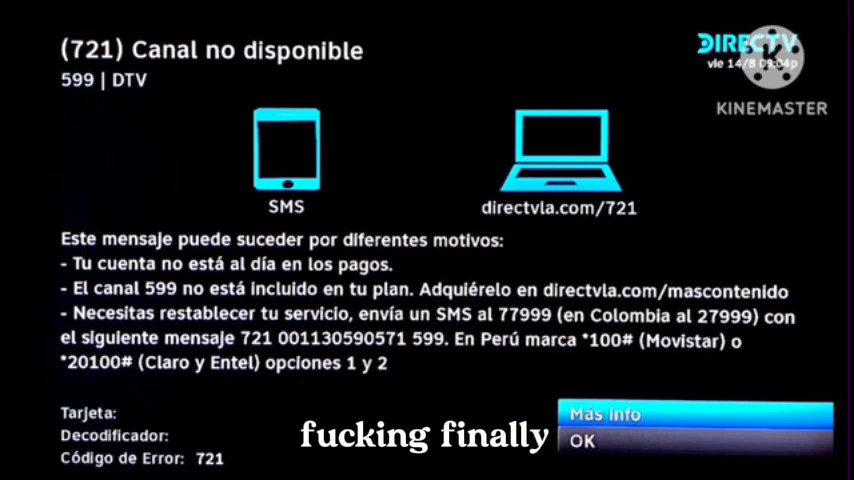 (721) Canal no disponible
599 | DTV
DIRECTV
vie 14/8 09:04p
KINEMASTER
SMS
directvla.com/721
Este mensaje puede suceder por diferentes motivos:
- Tu cuenta no está al día en los pagos.
- El canal 599 no está incluido en tu plan. Adquiérelo en directvla.com/mascontenido
- Necesitas restablecer tu servicio, envía un SMS al 77999 (en Colombia al 27999) con
el siguiente mensaje 721 001130590571 599. En Perú marca *100# (Movistar) o
*20100# (Claro y Entel) opciones 1 y 2
Tarjeta:
Decodificador:
Código de Error: 721
fucking finally
Más info
OK